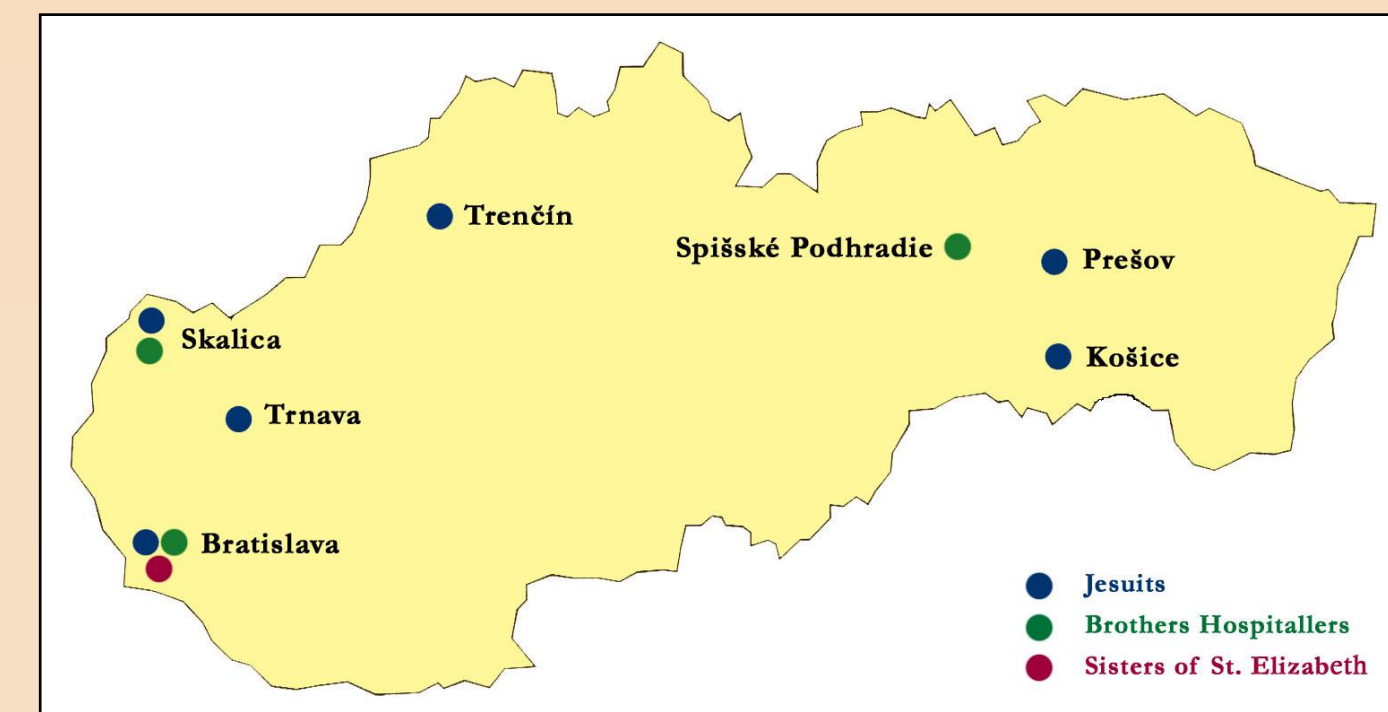 Trenčín
Spišské Podhradie
Prešov
Skalica
Košice
Trnava
Bratislava
Jesuits
Brothers Hospitallers
Sisters of St. Elizabeth